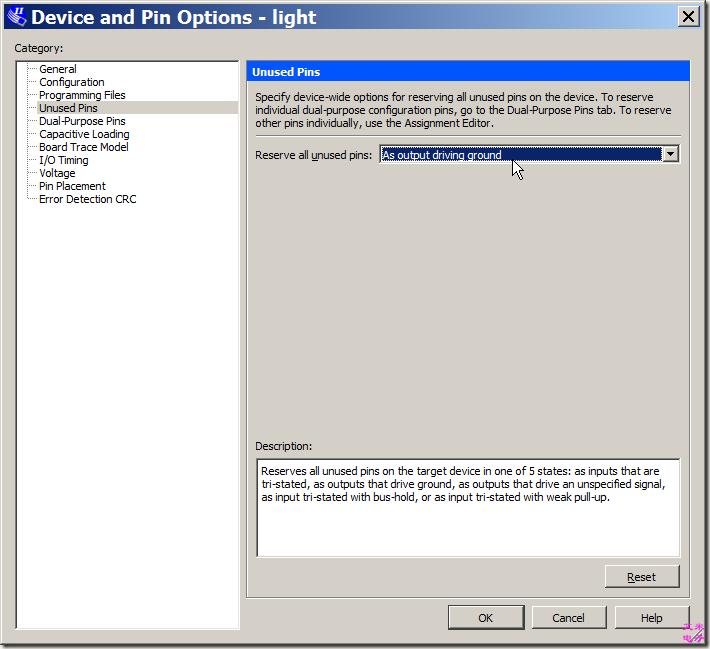 Device and Pin Options - light
Category:
General
Configuration
Programming Files
Unused Pins
Dual-Purpose Pins
Capacitive Loading
Board Trace Model
I/O Timing
Voltage
Pin Placement
Error Detection CRC
Unused Pins
Specify device-wide options for reserving all unused pins on the device. To reserve
individual dual-purpose configuration pins, go to the Dual-Purpose Pins tab. To reserve
other pins individually, use the Assignment Editor.
Reserve all unused pins: As output driving ground
Description:
Reserves all unused pins on the target device in one of 5 states: as inputs that are
tri-stated, as outputs that drive ground, as outputs that drive an unspecified signal,
as input tri-stated with bus-hold, or as input tri-stated with weak pull-up.
Reset
OK Cancel Help